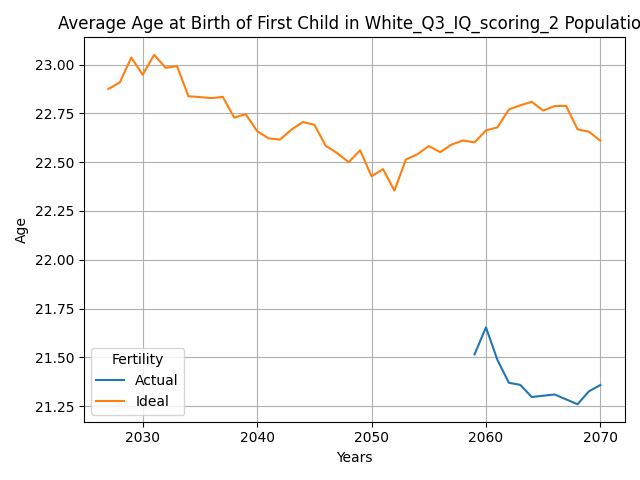 Average Age at Birth of First Child in White_Q3_IQ_scoring_2 Populatio
23.00
22.75
22.50
22.25
22.00
21.75
21.50
21.25
Age
Fertility
Actual
Ideal
2030 2040 2050 2060 2070
Years